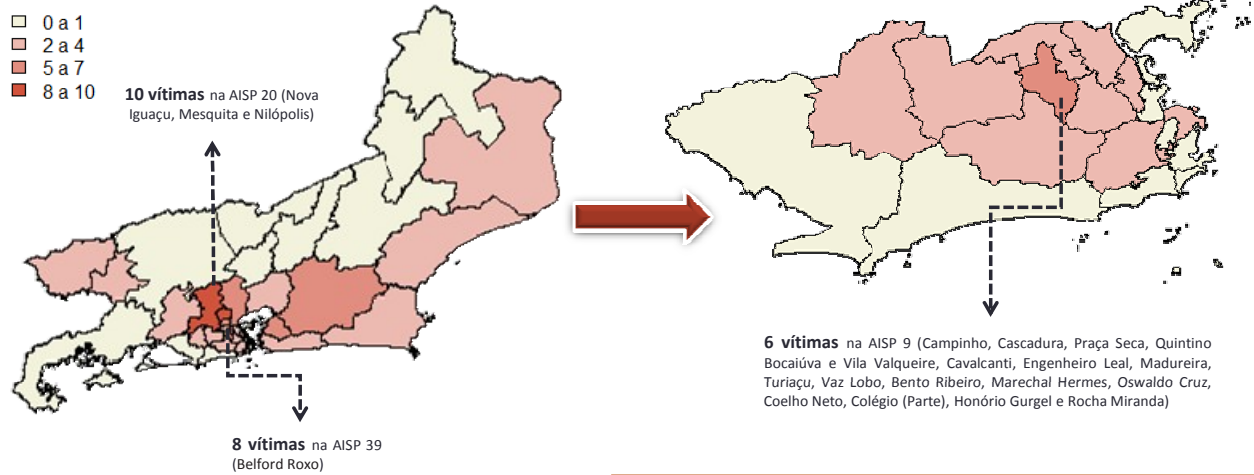 0 a 1
2 a 4
5 a 7
8 a 10
10 vítimas na AISP 20 (Nova
Iguaçu, Mesquita e Nilópolis)
8 vítimas na AISP 39
(Belford Roxo)
6 vítimas na AISP 9 (Campinho, Cascadura, Praça Seca, Quintino
Bocaiúva e Vila Valqueire, Cavalcanti, Engenheiro Leal, Madureira,
Turiaçu, Vaz Lobo, Bento Ribeiro, Marechal Hermes, Oswaldo Cruz,
Coelho Neto, Colégio (Parte), Honório Gurgel e Rocha Miranda)